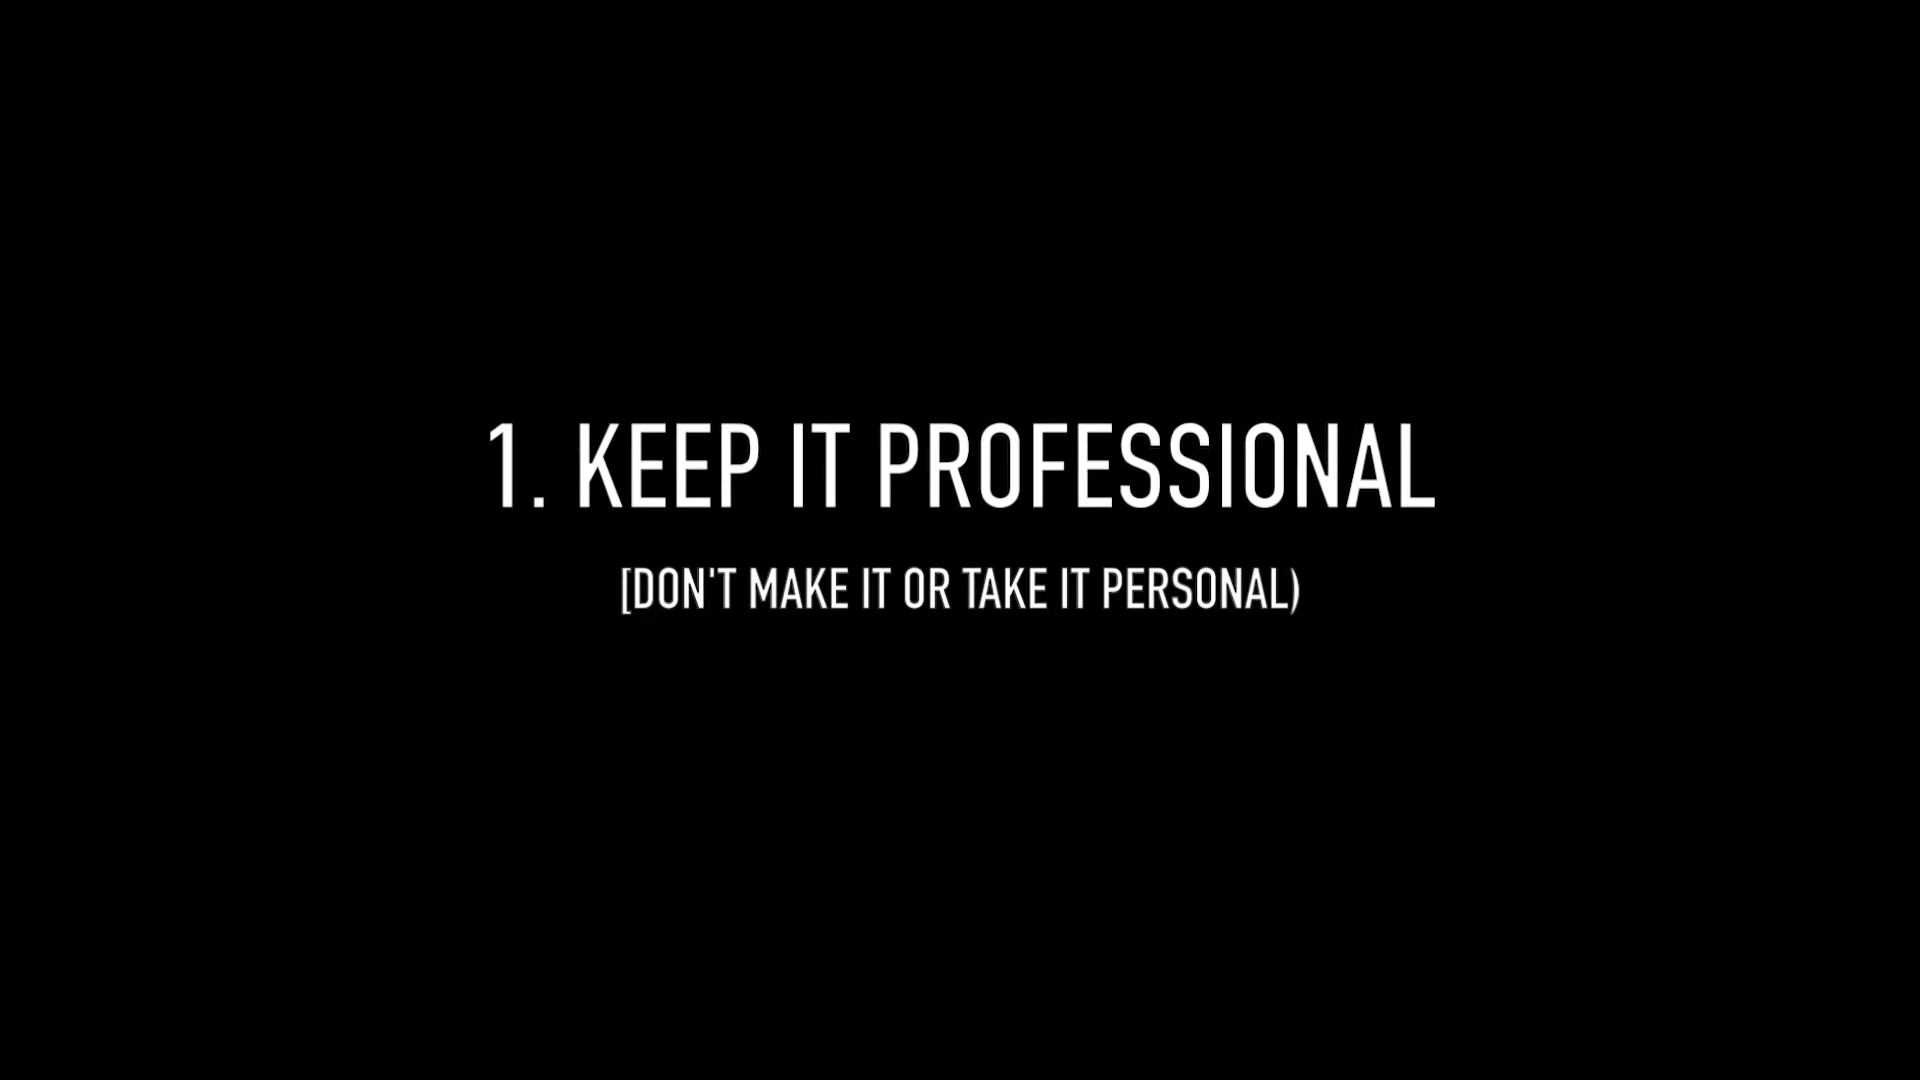 1. KEEP IT PROFESSIONAL
[DON'T MAKE IT OR TAKE IT PERSONAL)